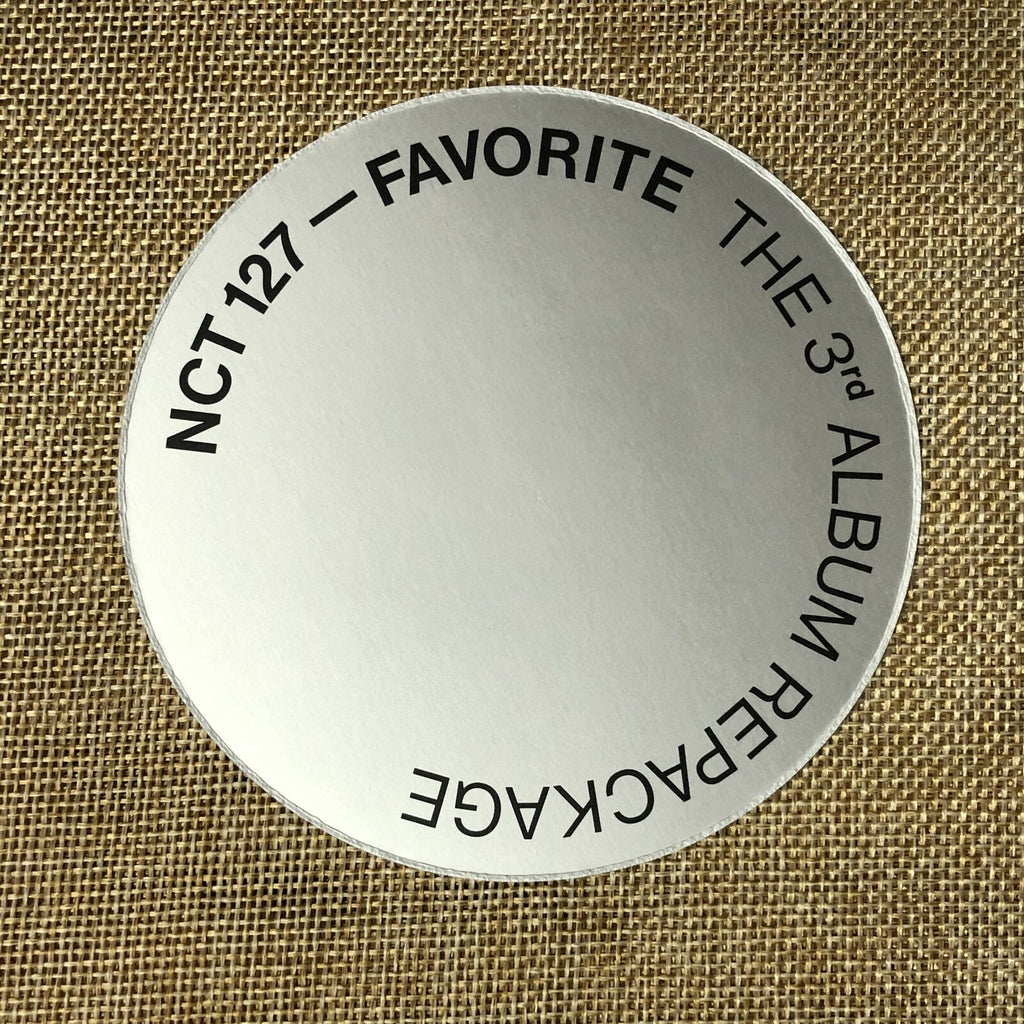 NCT 127 — FAVORITE THE 3rd ALBUM REPACKAGE